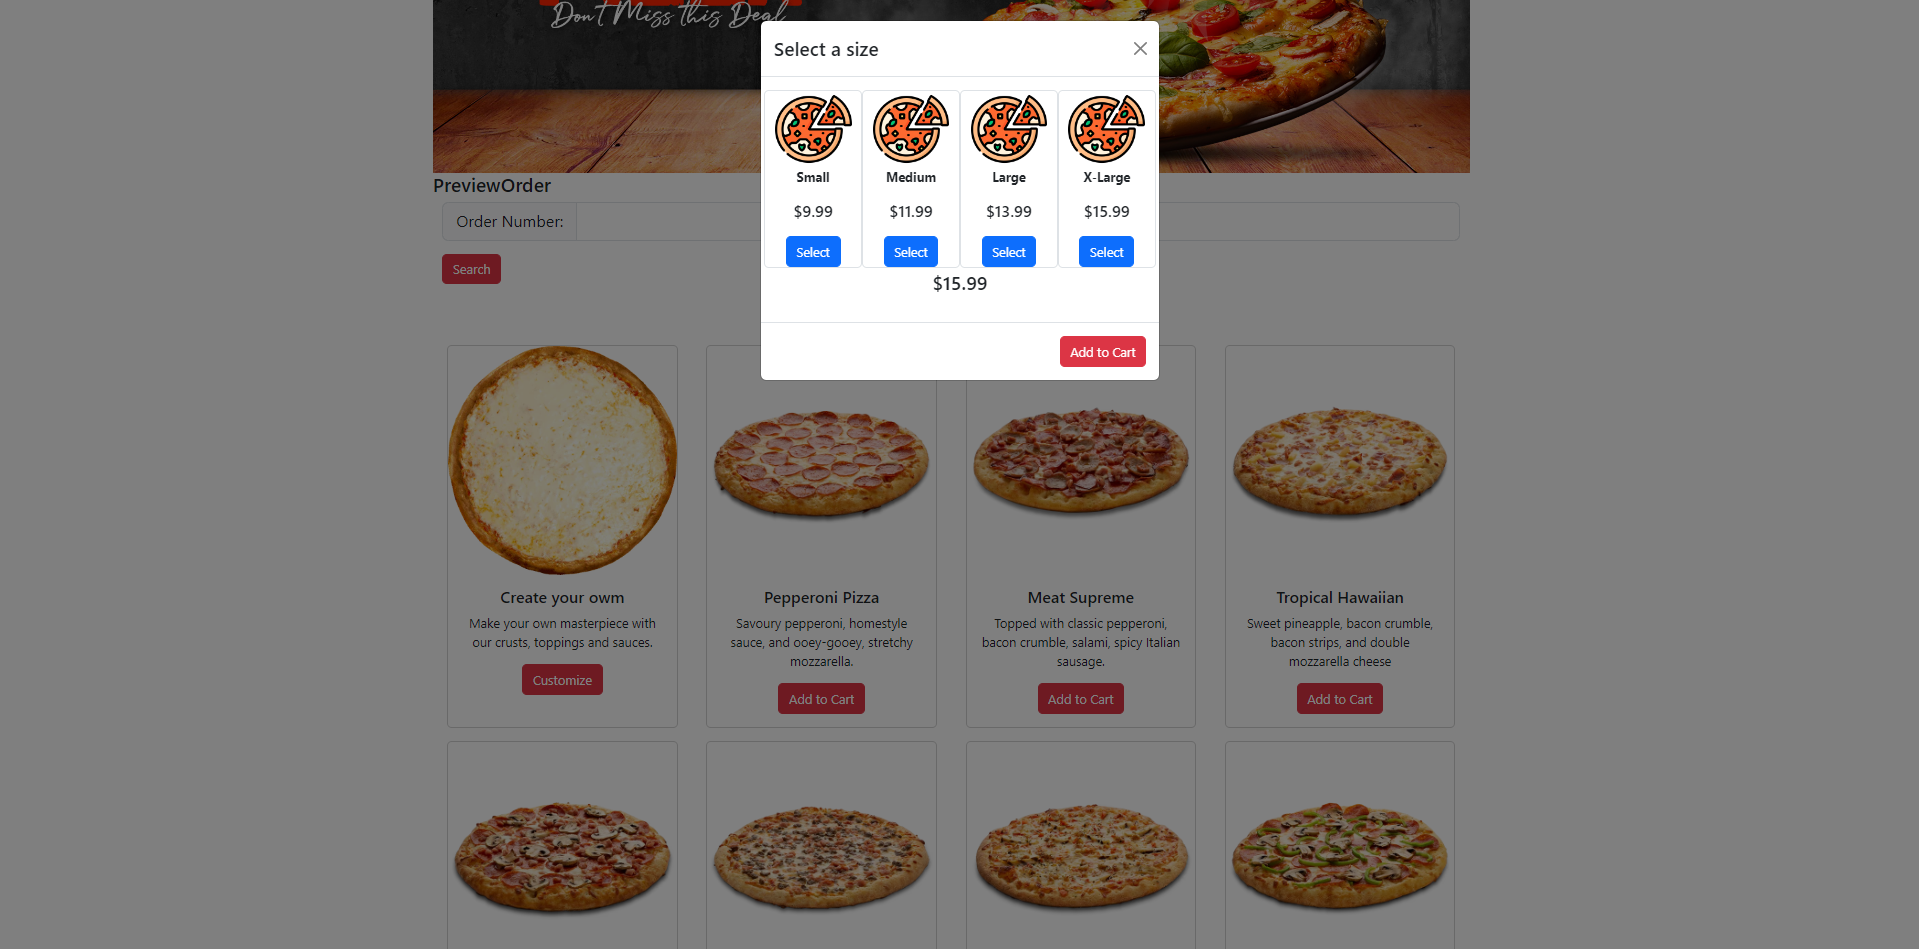 Don't Miss this Deal
Select a size
Small
Medium
Large
X-Large
$9.99
$11.99
$13.99
$15.99
Select
Select
Select
Select
$15.99
Add to Cart
PreviewOrder
Order Number:
Search
Create your owm
Make your own masterpiece with
our crusts, toppings and sauces.
Customize
Pepperoni Pizza
Savoury pepperoni, homestyle
sauce, and ooey-gooey, stretchy
mozzarella.
Add to Cart
Meat Supreme
Topped with classic pepperoni,
bacon crumble, salami, spicy Italian
sausage.
Add to Cart
Tropical Hawaiian
Sweet pineapple, bacon crumble,
bacon strips, and double
mozzarella cheese
Add to Cart